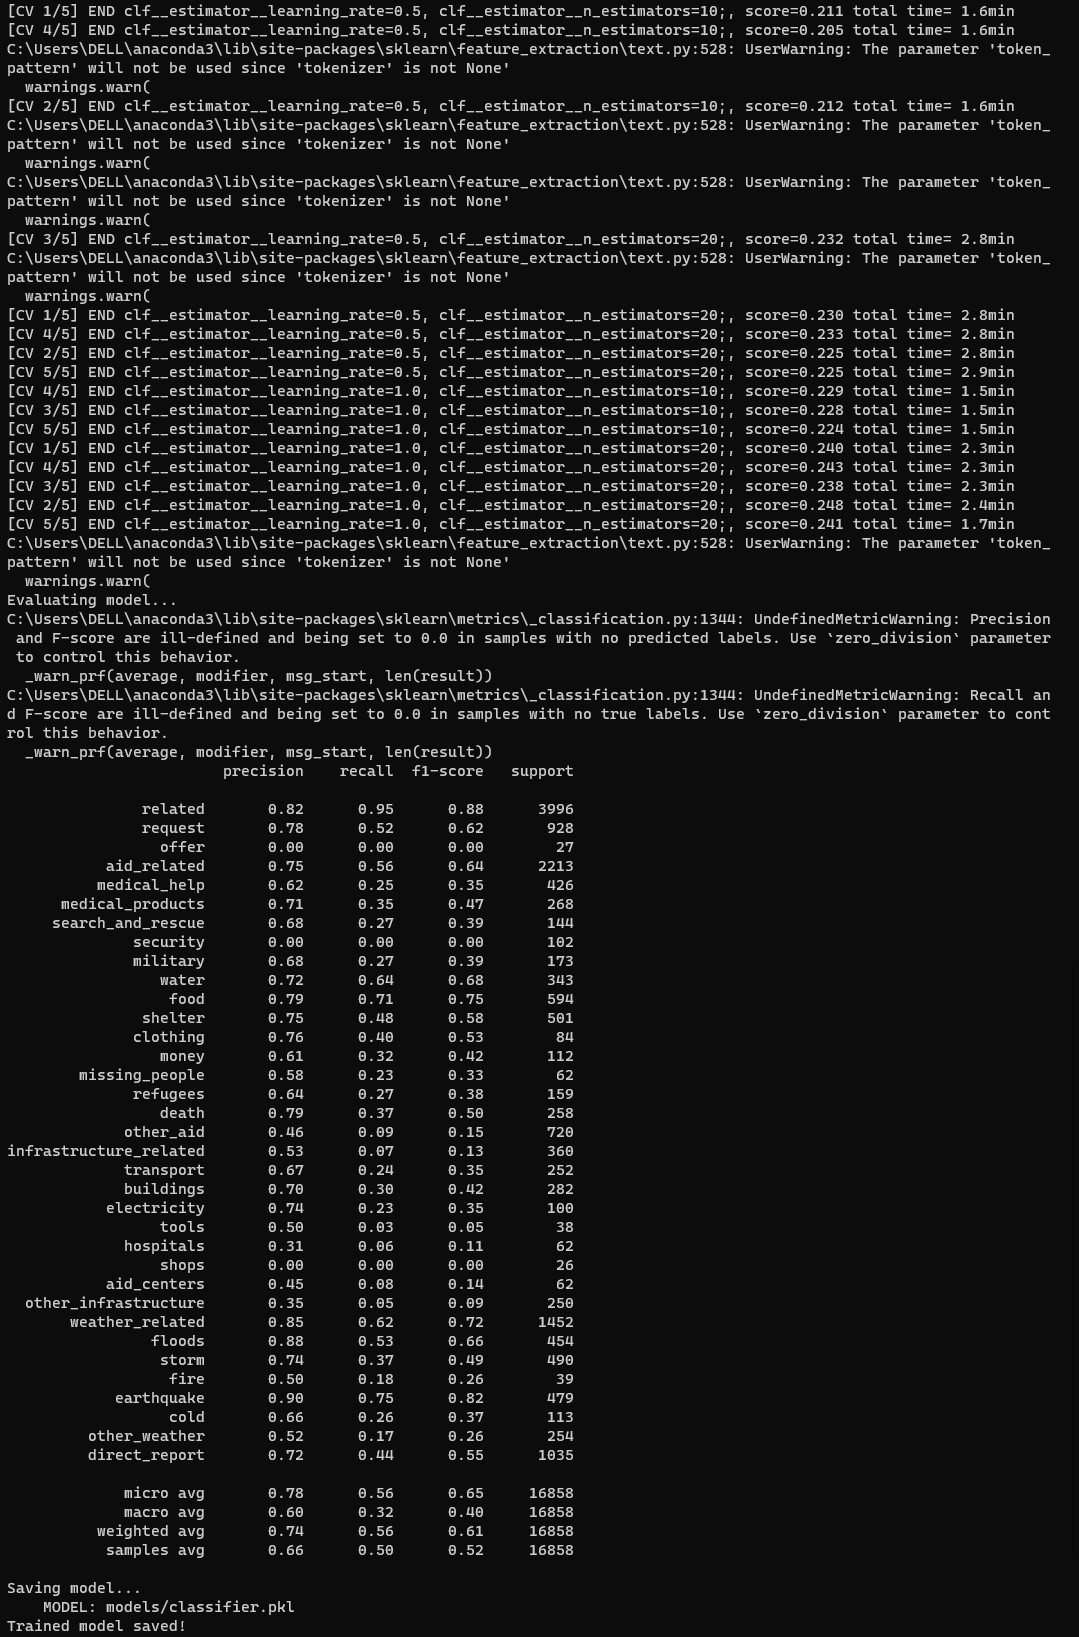 [CV 1/5] END clf__estimator__learning_rate=0.5, clf__estimator__n_estimators=10;, score=0.211 total time= 1.6min
[CV 4/5] END clf__estimator__learning_rate=0.5, clf__estimator__n_estimators=10;, score=0.205 total time= 1.6min
C:\Users\DELL\anaconda3\lib\site-packages\sklearn\feature_extraction\text.py:528: UserWarning: The parameter 'token_
pattern' will not be used since 'tokenizer' is not None'
  warnings.warn(
[CV 2/5] END clf__estimator__learning_rate=0.5, clf__estimator__n_estimators=10;, score=0.212 total time= 1.6min
C:\Users\DELL\anaconda3\lib\site-packages\sklearn\feature_extraction\text.py:528: UserWarning: The parameter 'token_
pattern' will not be used since 'tokenizer' is not None'
  warnings.warn(
C:\Users\DELL\anaconda3\lib\site-packages\sklearn\feature_extraction\text.py:528: UserWarning: The parameter 'token_
pattern' will not be used since 'tokenizer' is not None'
  warnings.warn(
[CV 3/5] END clf__estimator__learning_rate=0.5, clf__estimator__n_estimators=20;, score=0.232 total time= 2.8min
C:\Users\DELL\anaconda3\lib\site-packages\sklearn\feature_extraction\text.py:528: UserWarning: The parameter 'token_
pattern' will not be used since 'tokenizer' is not None'
  warnings.warn(
[CV 1/5] END clf__estimator__learning_rate=0.5, clf__estimator__n_estimators=20;, score=0.230 total time= 2.8min
[CV 4/5] END clf__estimator__learning_rate=0.5, clf__estimator__n_estimators=20;, score=0.233 total time= 2.8min
[CV 2/5] END clf__estimator__learning_rate=0.5, clf__estimator__n_estimators=20;, score=0.225 total time= 2.8min
[CV 5/5] END clf__estimator__learning_rate=0.5, clf__estimator__n_estimators=20;, score=0.225 total time= 2.9min
[CV 4/5] END clf__estimator__learning_rate=1.0, clf__estimator__n_estimators=10;, score=0.229 total time= 1.5min
[CV 3/5] END clf__estimator__learning_rate=1.0, clf__estimator__n_estimators=10;, score=0.228 total time= 1.5min
[CV 5/5] END clf__estimator__learning_rate=1.0, clf__estimator__n_estimators=10;, score=0.224 total time= 1.5min
[CV 1/5] END clf__estimator__learning_rate=1.0, clf__estimator__n_estimators=20;, score=0.240 total time= 2.3min
[CV 4/5] END clf__estimator__learning_rate=1.0, clf__estimator__n_estimators=20;, score=0.243 total time= 2.3min
[CV 3/5] END clf__estimator__learning_rate=1.0, clf__estimator__n_estimators=20;, score=0.238 total time= 2.3min
[CV 2/5] END clf__estimator__learning_rate=1.0, clf__estimator__n_estimators=20;, score=0.248 total time= 2.4min
[CV 5/5] END clf__estimator__learning_rate=1.0, clf__estimator__n_estimators=20;, score=0.241 total time= 1.7min
C:\Users\DELL\anaconda3\lib\site-packages\sklearn\feature_extraction\text.py:528: UserWarning: The parameter 'token_
pattern' will not be used since 'tokenizer' is not None'
  warnings.warn(
Evaluating model...
C:\Users\DELL\anaconda3\lib\site-packages\sklearn\metrics\_classification.py:1344: UndefinedMetricWarning: Precision
 and F-score are ill-defined and being set to 0.0 in samples with no predicted labels. Use `zero_division` parameter
 to control this behavior.
  _warn_prf(average, modifier, msg_start, len(result))
C:\Users\DELL\anaconda3\lib\site-packages\sklearn\metrics\_classification.py:1344: UndefinedMetricWarning: Recall an
d F-score are ill-defined and being set to 0.0 in samples with no true labels. Use `zero_division` parameter to cont
rol this behavior.
  _warn_prf(average, modifier, msg_start, len(result))
precision recall f1-score support
related 0.82 0.95 0.88 3996
request 0.78 0.52 0.62 928
offer 0.00 0.00 0.00 27
aid_related 0.75 0.56 0.64 2213
medical_help 0.62 0.25 0.35 426
medical_products 0.71 0.35 0.47 268
search_and_rescue 0.68 0.27 0.39 144
security 0.00 0.00 0.00 102
military 0.68 0.27 0.39 173
water 0.72 0.64 0.68 343
food 0.79 0.71 0.75 594
shelter 0.75 0.48 0.58 501
clothing 0.76 0.40 0.53 84
money 0.61 0.32 0.42 112
missing_people 0.58 0.23 0.33 62
refugees 0.64 0.27 0.38 159
death 0.79 0.37 0.50 258
other_aid 0.46 0.09 0.15 720
infrastructure_related 0.53 0.07 0.13 360
transport 0.67 0.24 0.35 252
buildings 0.70 0.30 0.42 282
electricity 0.74 0.23 0.35 100
tools 0.50 0.03 0.05 38
hospitals 0.31 0.06 0.11 62
shops 0.00 0.00 0.00 26
aid_centers 0.45 0.08 0.14 62
other_infrastructure 0.35 0.05 0.09 250
weather_related 0.85 0.62 0.72 1452
floods 0.88 0.53 0.66 454
storm 0.74 0.37 0.49 490
fire 0.50 0.18 0.26 39
earthquake 0.90 0.75 0.82 479
cold 0.66 0.26 0.37 113
other_weather 0.52 0.17 0.26 254
direct_report 0.72 0.44 0.55 1035
micro avg 0.78 0.56 0.65 16858
macro avg 0.60 0.32 0.40 16858
weighted avg 0.74 0.56 0.61 16858
samples avg 0.66 0.50 0.52 16858
Saving model...
    MODEL: models/classifier.pkl
Trained model saved!